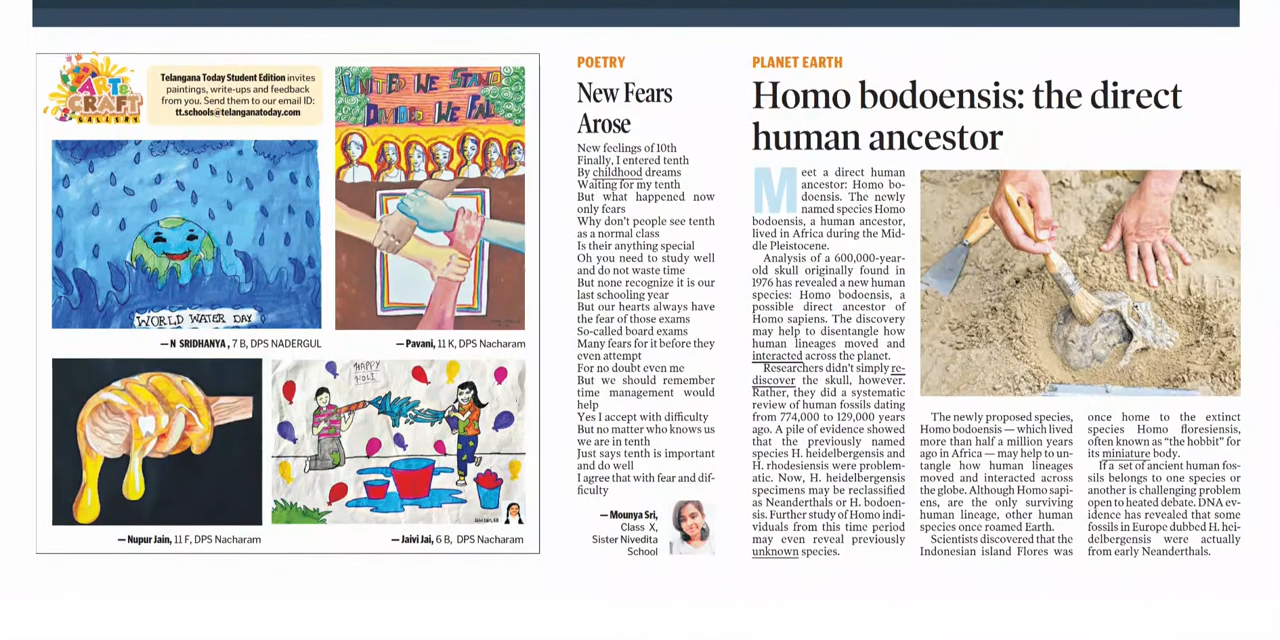 ARTS
CRAFT
GALLERY
Telangana Today Student Edition invites
paintings, write-ups and feedback
from you. Send them to our email ID:
tt.schools@telanganatoday.com
WORLD WATER DAY
— N SRIDHANYA, 7 B, DPS NADERGUL
UNITED WE STAND
DIVIDED WE FALL
— Pavani, 11 K, DPS Nacharam
— Nupur Jain, 11 F, DPS Nacharam
HAPPY
HOLI
— Jaivi Jai, 6 B, DPS Nacharam
POETRY
New Fears
Arose
New feelings of 10th
Finally, I entered tenth
By childhood dreams
Waiting for my tenth
But what happened now
only fears
Why don't people see tenth
as a normal class
Is their anything special
Oh you need to study well
and do not waste time
But none recognize it is our
last schooling year
But our hearts always have
the fear of those exams
So-called board exams
Many fears for it before they
even attempt
For no doubt even me
But we should remember
time management would
help
Yes I accept with difficulty
But no matter who knows us
we are in tenth
Just says tenth is important
and do well
I agree that with fear and dif-
ficulty
— Mounya Sri,
Class X,
Sister Nivedita
School
PLANET EARTH
Homo bodoensis: the direct
human ancestor
Meet a direct human
ancestor: Homo bo-
doensis. The newly
named species Homo
bodoensis, a human ancestor,
lived in Africa during the Mid-
dle Pleistocene.
Analysis of a 600,000-year-
old skull originally found in
1976 has revealed a new human
species: Homo bodoensis, a
possible direct ancestor of
Homo sapiens. The discovery
may help to disentangle how
human lineages moved and
interacted across the planet.
Researchers didn't simply re-
discover the skull, however.
Rather, they did a systematic
review of human fossils dating
from 774,000 to 129,000 years
ago. A pile of evidence showed
that the previously named
species H. heidelbergensis and
H. rhodesiensis were problem-
atic. Now, H. heidelbergensis
specimens may be reclassified
as Neanderthals or H. bodoen-
sis. Further study of Homo indi-
viduals from this time period
may even reveal previously
unknown species.
The newly proposed species,
Homo bodoensis — which lived
more than half a million years
ago in Africa — may help to un-
tangle how human lineages
moved and interacted across
the globe. Although Homo sapi-
ens, are the only surviving
human lineage, other human
species once roamed Earth.
Scientists discovered that the
Indonesian island Flores was
once home to the extinct
species Homo floresiensis,
often known as "the hobbit" for
its miniature body.
If a set of ancient human fos-
sils belongs to one species or
another is challenging problem
open to heated debate. DNA ev-
idence has revealed that some
fossils in Europe dubbed H. hei-
delbergensis were actually
from early Neanderthals.